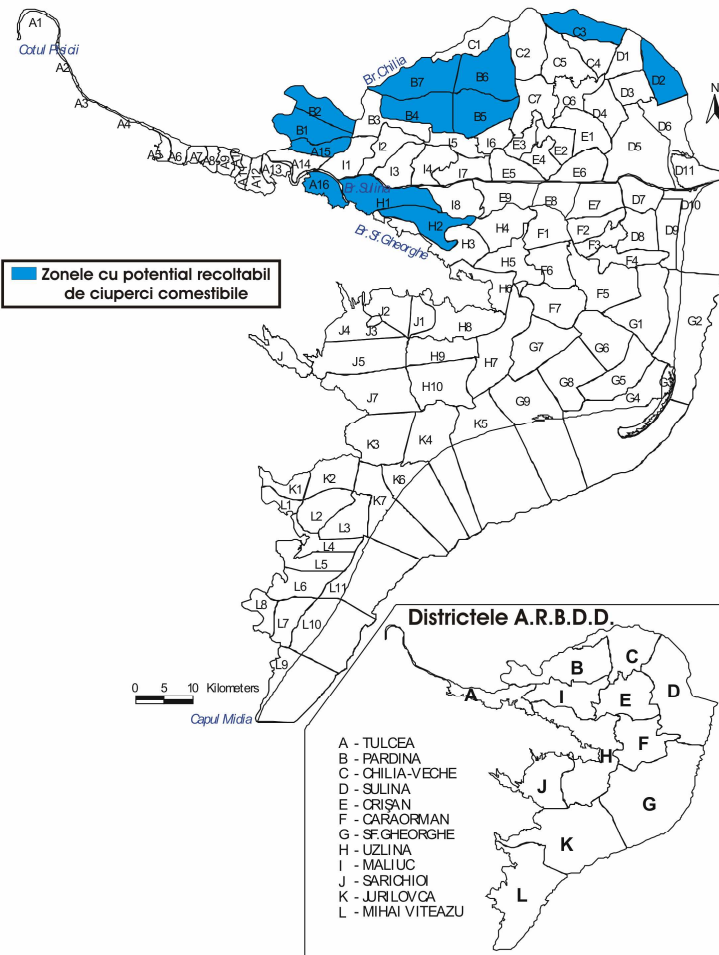 A1
Cotul Pisicii
A2
A3
A4
A5
A6
A7
A8
A9
A10
A11
A12
A13
A14
A15
A16
B1
B2
B3
B4
B5
B6
B7
Br.Chilia
C1
C2
C3
C4
C5
C6
C7
D1
D2
D3
D4
D5
D6
D7
D8
D9
D10
D11
E1
E2
E3
E4
E5
E6
E7
E8
E9
F1
F2
F3
F4
F5
F6
F7
I1
I2
I3
I4
I5
I6
I7
I8
Br.Sulina
Br.Sf.Gheorghe
H1
H2
H3
H4
H5
H6
H7
H8
H9
H10
G1
G2
G3
G4
G5
G6
G7
G8
G9
J
J1
J2
J3
J4
J5
J7
K1
K2
K3
K4
K5
K6
K7
L1
L2
L3
L4
L5
L6
L7
L8
L9
L10
L11
N
Zonele cu potential recoltabil
de ciuperci comestibile
0 5 10 Kilometers
Capul Midia
Districtele A.R.B.D.D.
B
C
A
I
E
D
F
H
J
G
K
L
A - TULCEA
B - PARDINA
C - CHILIA-VECHE
D - SULINA
E - CRIŞAN
F - CARAORMAN
G - SF.GHEORGHE
H - UZLINA
I - MALIUC
J - SARICHIOI
K - JURILOVCA
L - MIHAI VITEAZU